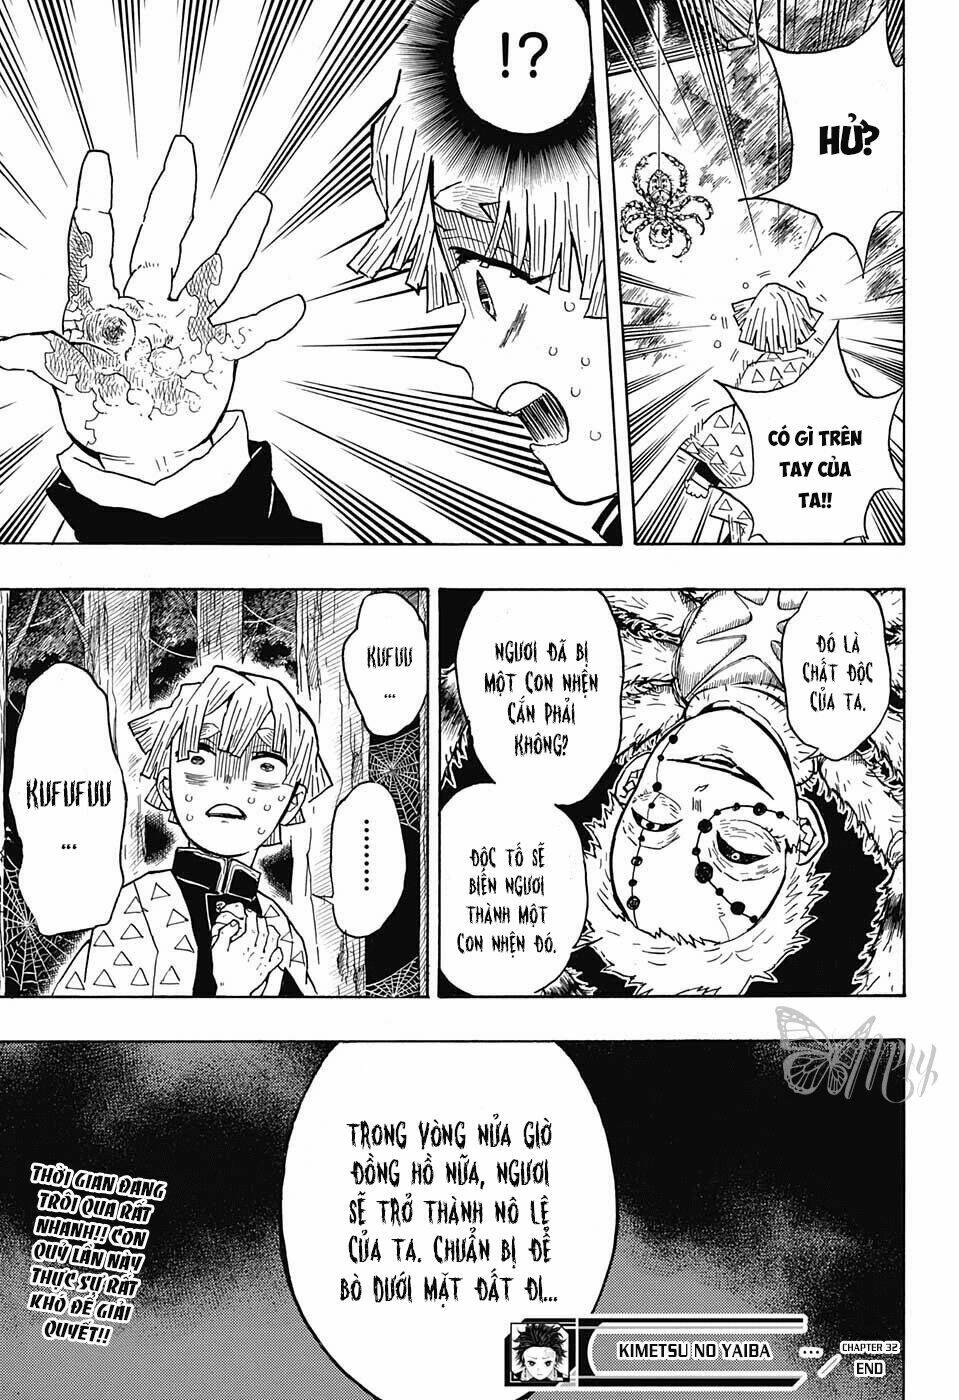 HỬ?
CÓ GÌ TRÊN
TAY CỦA
TA!!
!?
ĐÓ LÀ
CHẤT ĐỘC
CỦA TA.
NGƯƠI ĐÃ BỊ
MỘT CON NHỆN
CẮN PHẢI
KHÔNG?
ĐỘC TỐ SẼ
BIẾN NGƯƠI
THÀNH MỘT
CON NHỆN ĐÓ.
KUFUU
...
........
KUFUFUU
...
TRONG VÒNG NỬA GIỜ
ĐỒNG HỒ NỮA, NGƯƠI
SẼ TRỞ THÀNH NÔ LỆ
CỦA TA. CHUẨN BỊ ĐỂ
BÒ DƯỚI MẶT ĐẤT ĐI...
THỜI GIAN ĐANG
TRÔI QUA RẤT
NHANH!! CON
QUỶ LẦN NÀY
THỰC SỰ RẤT
KHÓ ĐỂ GIẢI
QUYẾT!!
KIMETSU NO YAIBA ...
CHAPTER 32
END